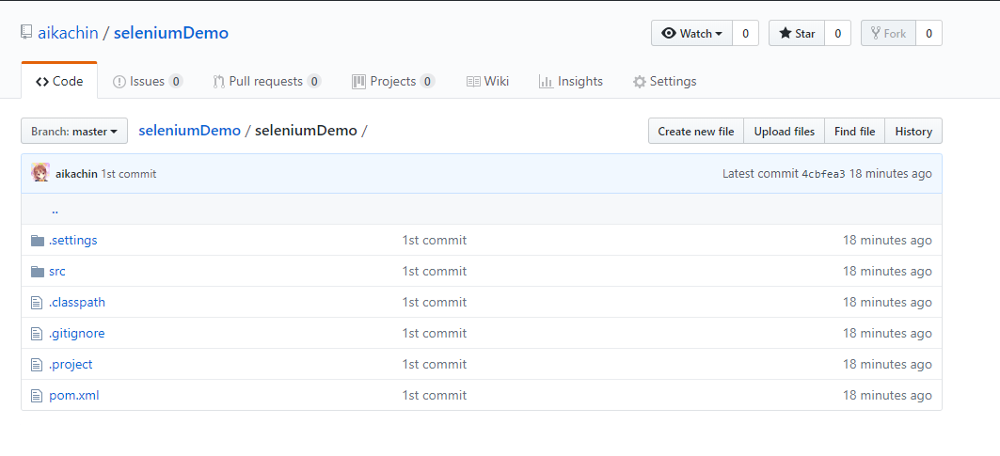 aikachin / seleniumDemo
Watch 0 Star 0 Fork 0
Code Issues 0 Pull requests 0 Projects 0 Wiki Insights Settings
Branch: master seleniumDemo / seleniumDemo / Create new file Upload files Find file History
aikachin 1st commit Latest commit 4cbfea3 18 minutes ago
..
.settings 1st commit 18 minutes ago
src 1st commit 18 minutes ago
.classpath 1st commit 18 minutes ago
.gitignore 1st commit 18 minutes ago
.project 1st commit 18 minutes ago
pom.xml 1st commit 18 minutes ago